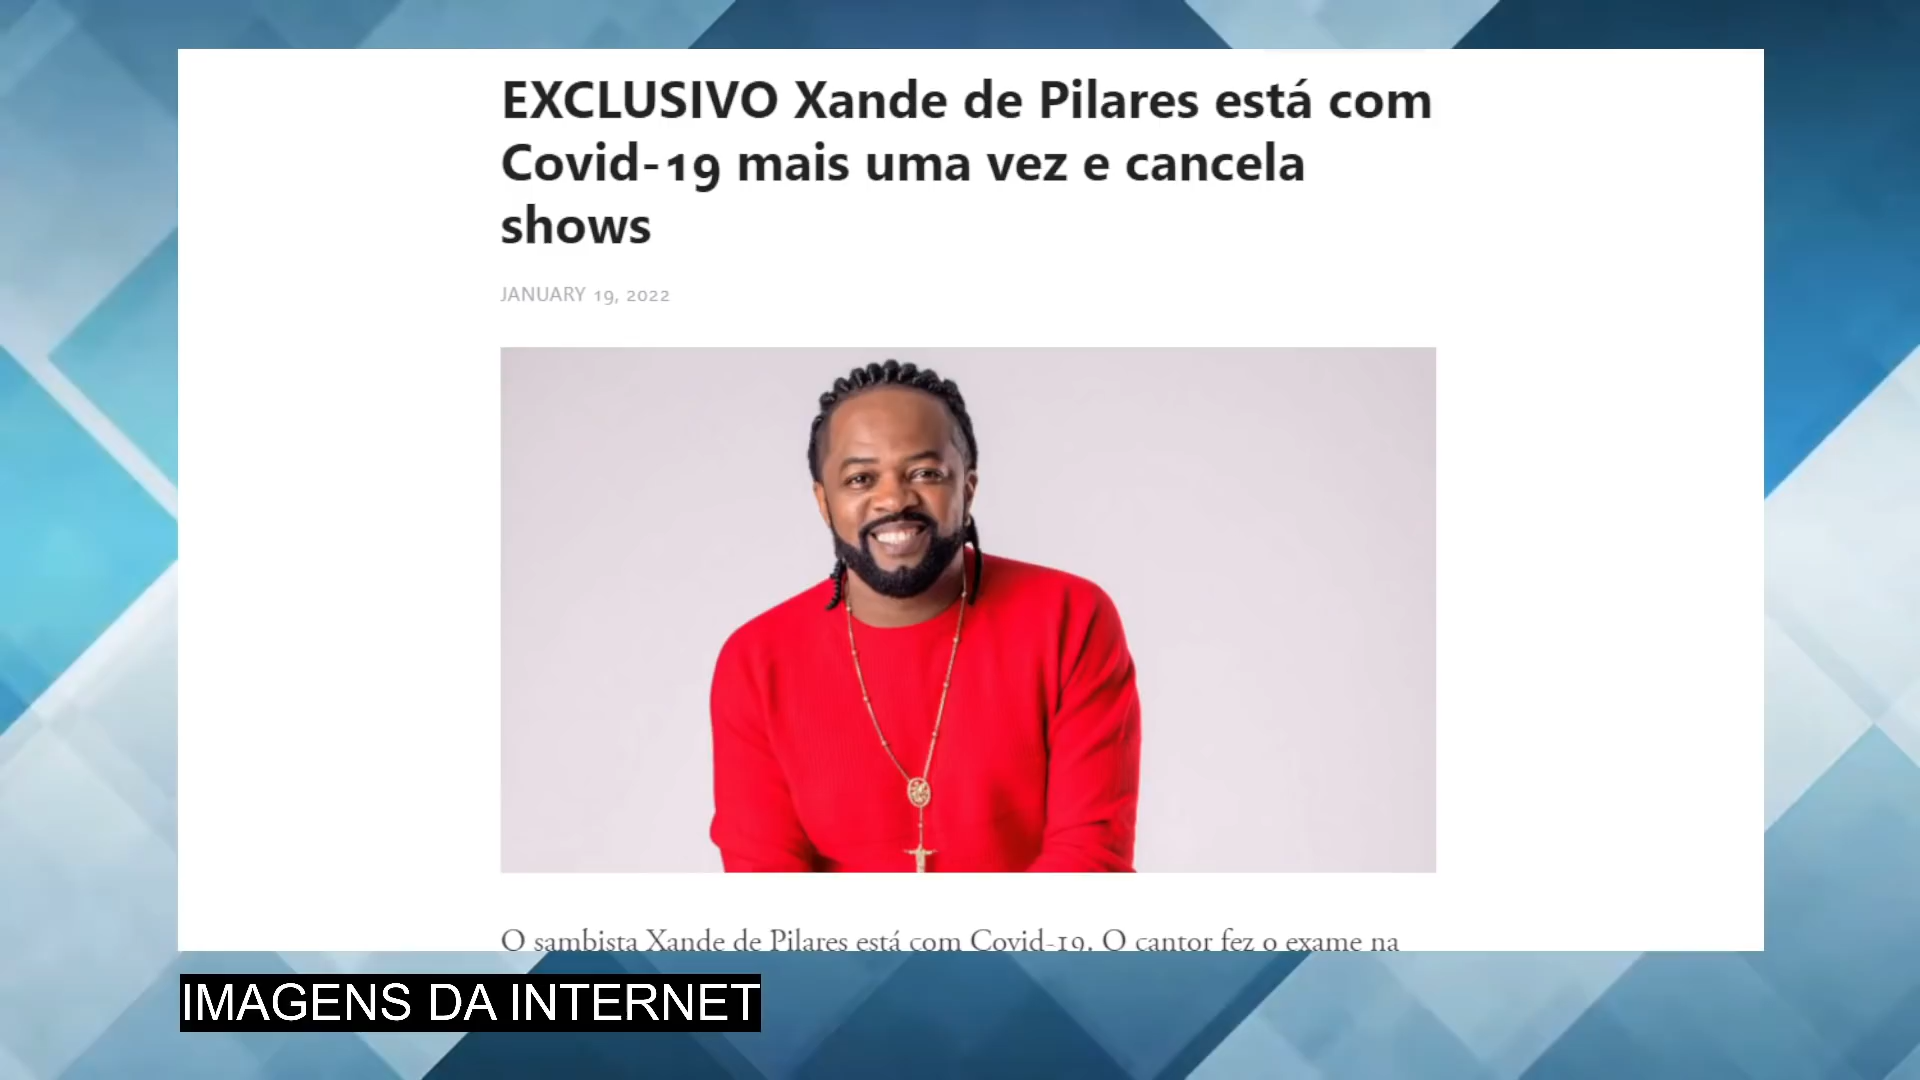 EXCLUSIVO Xande de Pilares está com
Covid-19 mais uma vez e cancela
shows
JANUARY 19, 2022
O sambista Xande de Pilares está com Covid-19. O cantor fez o exame na
IMAGENS DA INTERNET